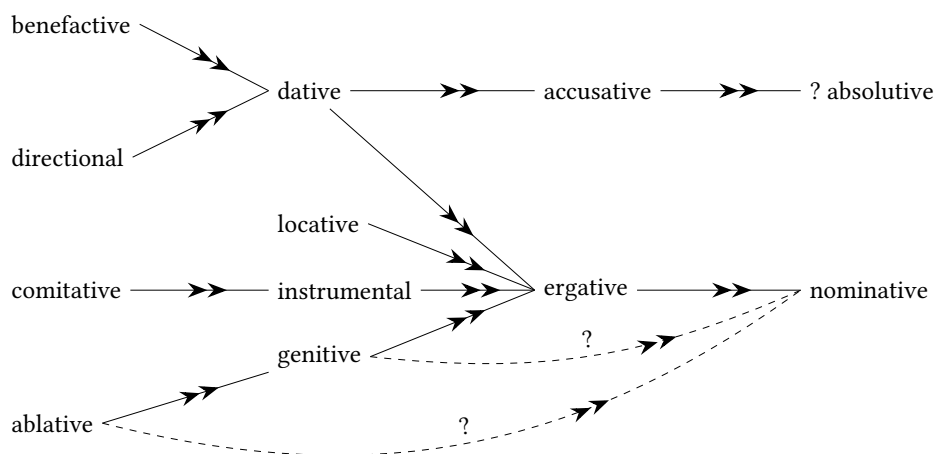 benefactive
dative
accusative
? absolutive
directional
locative
comitative
instrumental
ergative
nominative
?
genitive
ablative
?